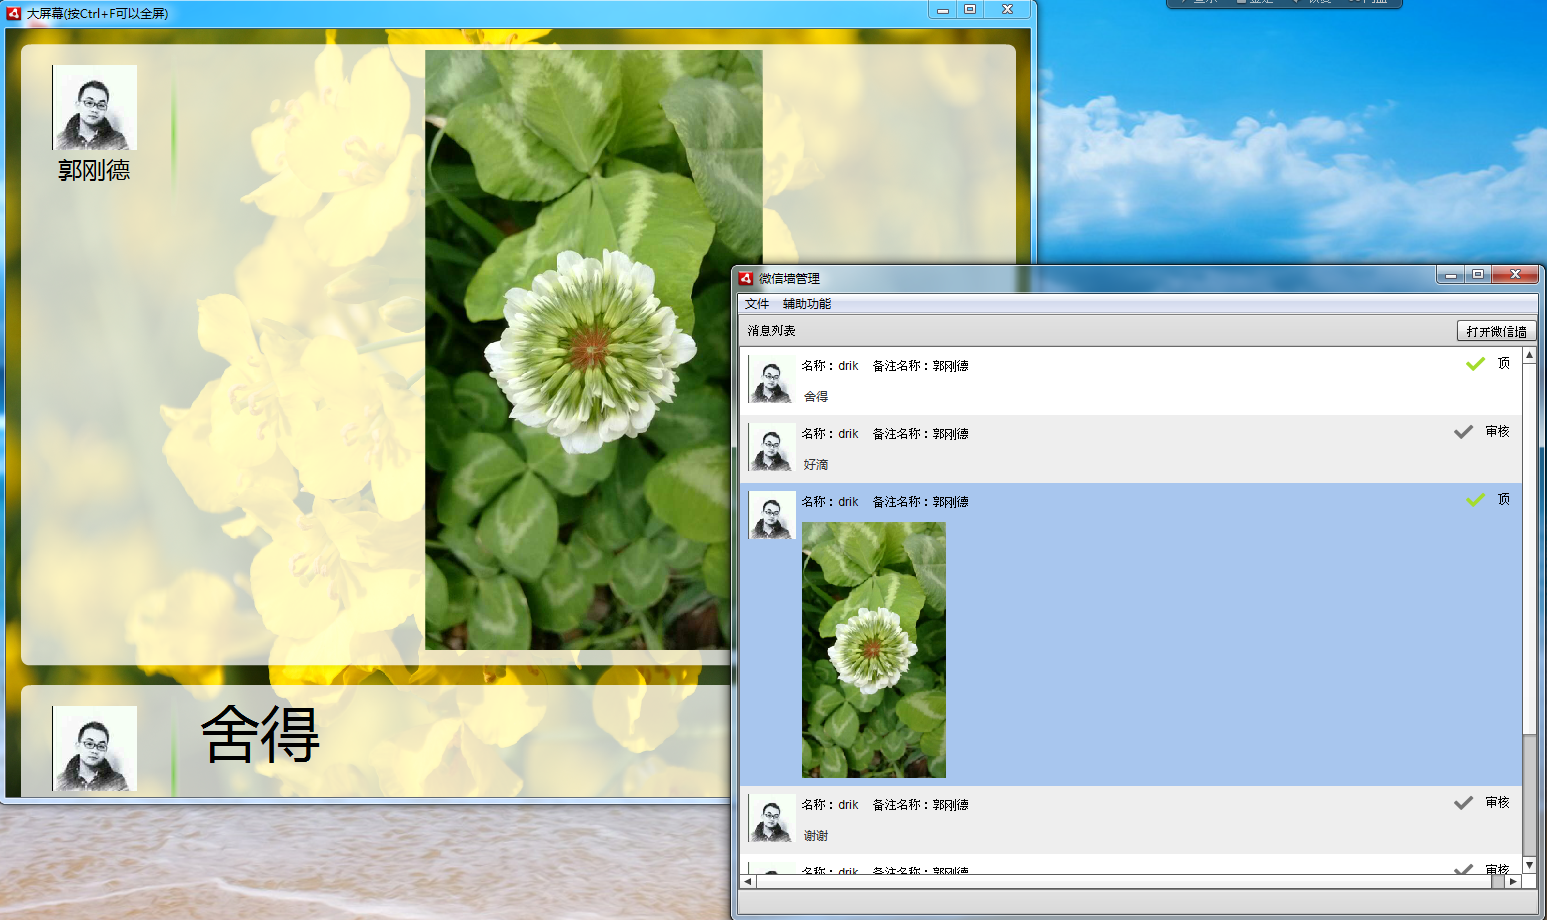 大屏幕(按Ctrl+F可以全屏)
郭刚德
舍得
微信墙管理
文件 辅助功能
消息列表 打开微信墙
名称：drik 备注名称：郭刚德 顶
舍得
名称：drik 备注名称：郭刚德 审核
好滴
名称：drik 备注名称：郭刚德 顶
名称：drik 备注名称：郭刚德 审核
谢谢
名称：drik 备注名称：郭刚德 审核